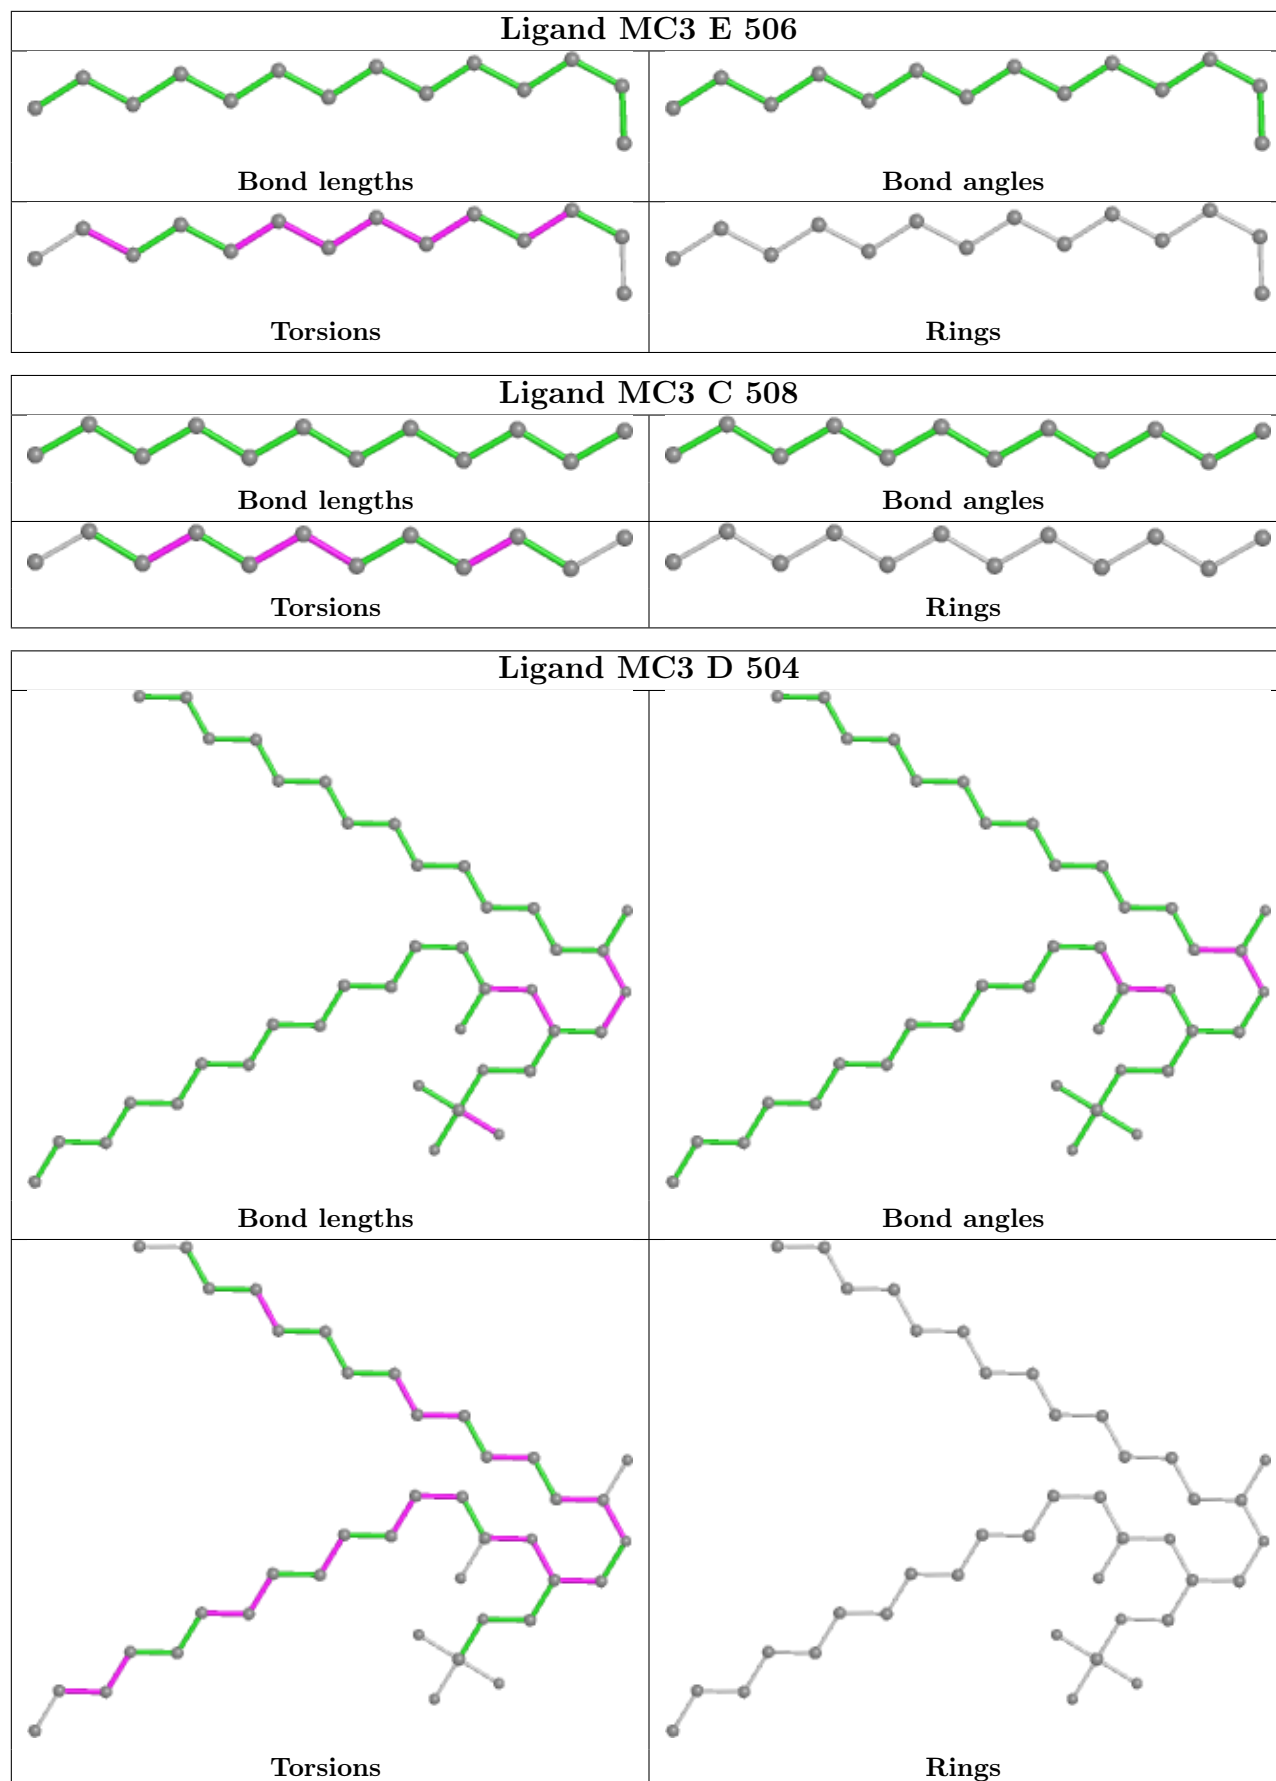 Ligand MC3 E 506
Bond lengths
Bond angles
Torsions
Rings
Ligand MC3 C 508
Bond lengths
Bond angles
Torsions
Rings
Ligand MC3 D 504
Bond lengths
Bond angles
Torsions
Rings